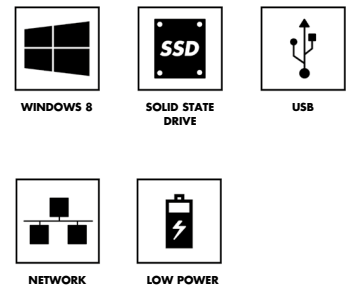 SSD
WINDOWS 8
SOLID STATE
DRIVE
USB
NETWORK
LOW POWER